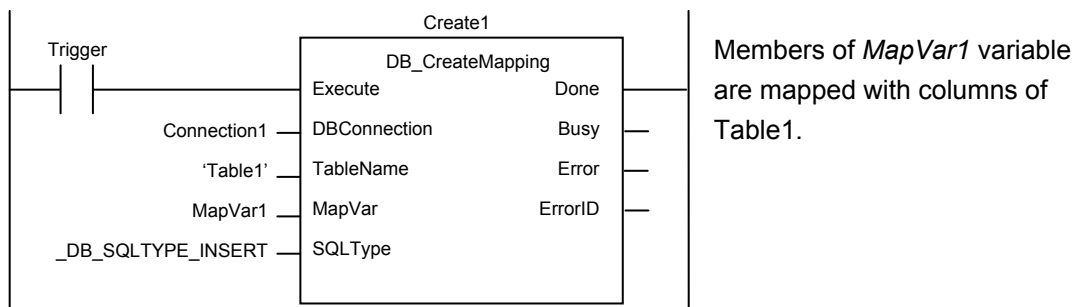 Create1
Trigger
DB_CreateMapping
Execute Done
Connection1 DBConnection Busy
‘Table1’ TableName Error
MapVar1 MapVar ErrorID
_DB_SQLTYPE_INSERT SQLType
Members of MapVar1 variable
are mapped with columns of
Table1.